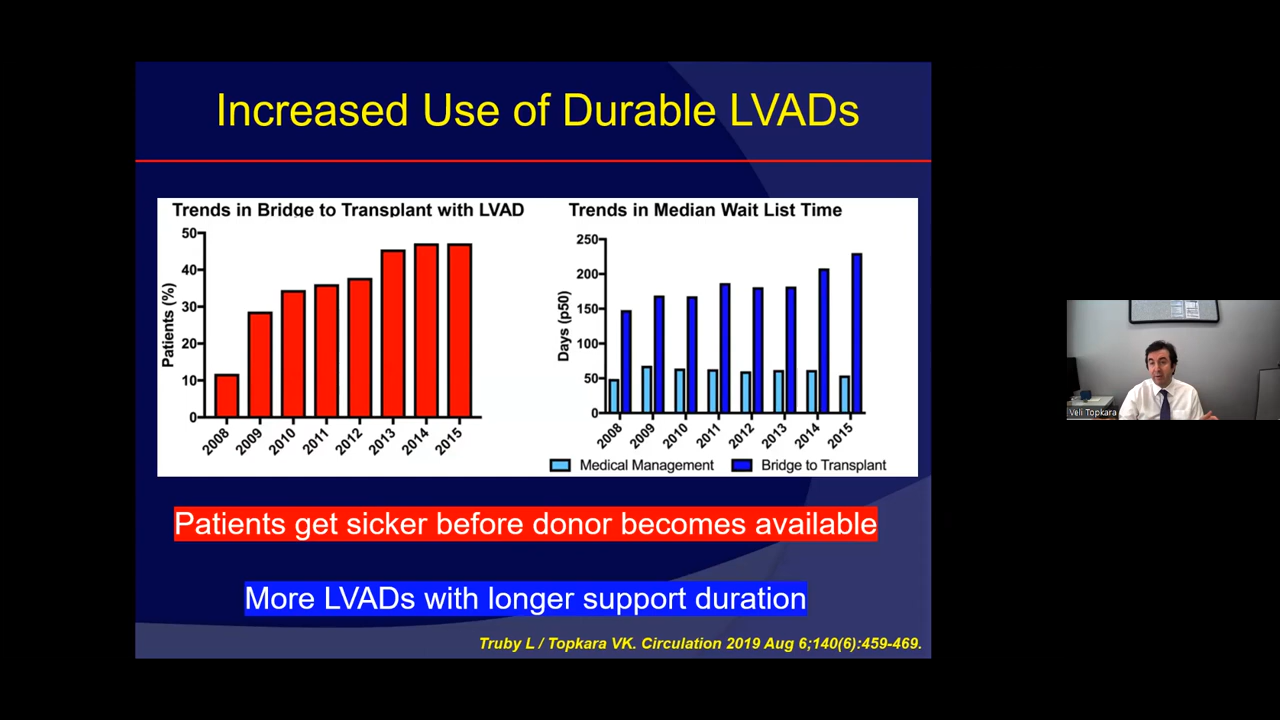 Increased Use of Durable LVADs
Trends in Bridge to Transplant with LVAD
Patients (%)
50
40
30
20
10
0
2008
2009
2010
2011
2012
2013
2014
2015
Trends in Median Wait List Time
Days (p50)
250
200
150
100
50
0
2008
2009
2010
2011
2012
2013
2014
2015
Medical Management
Bridge to Transplant
Patients get sicker before donor becomes available
More LVADs with longer support duration
Truby L / Topkara VK. Circulation 2019 Aug 6;140(6):459-469.
Veli Topkara